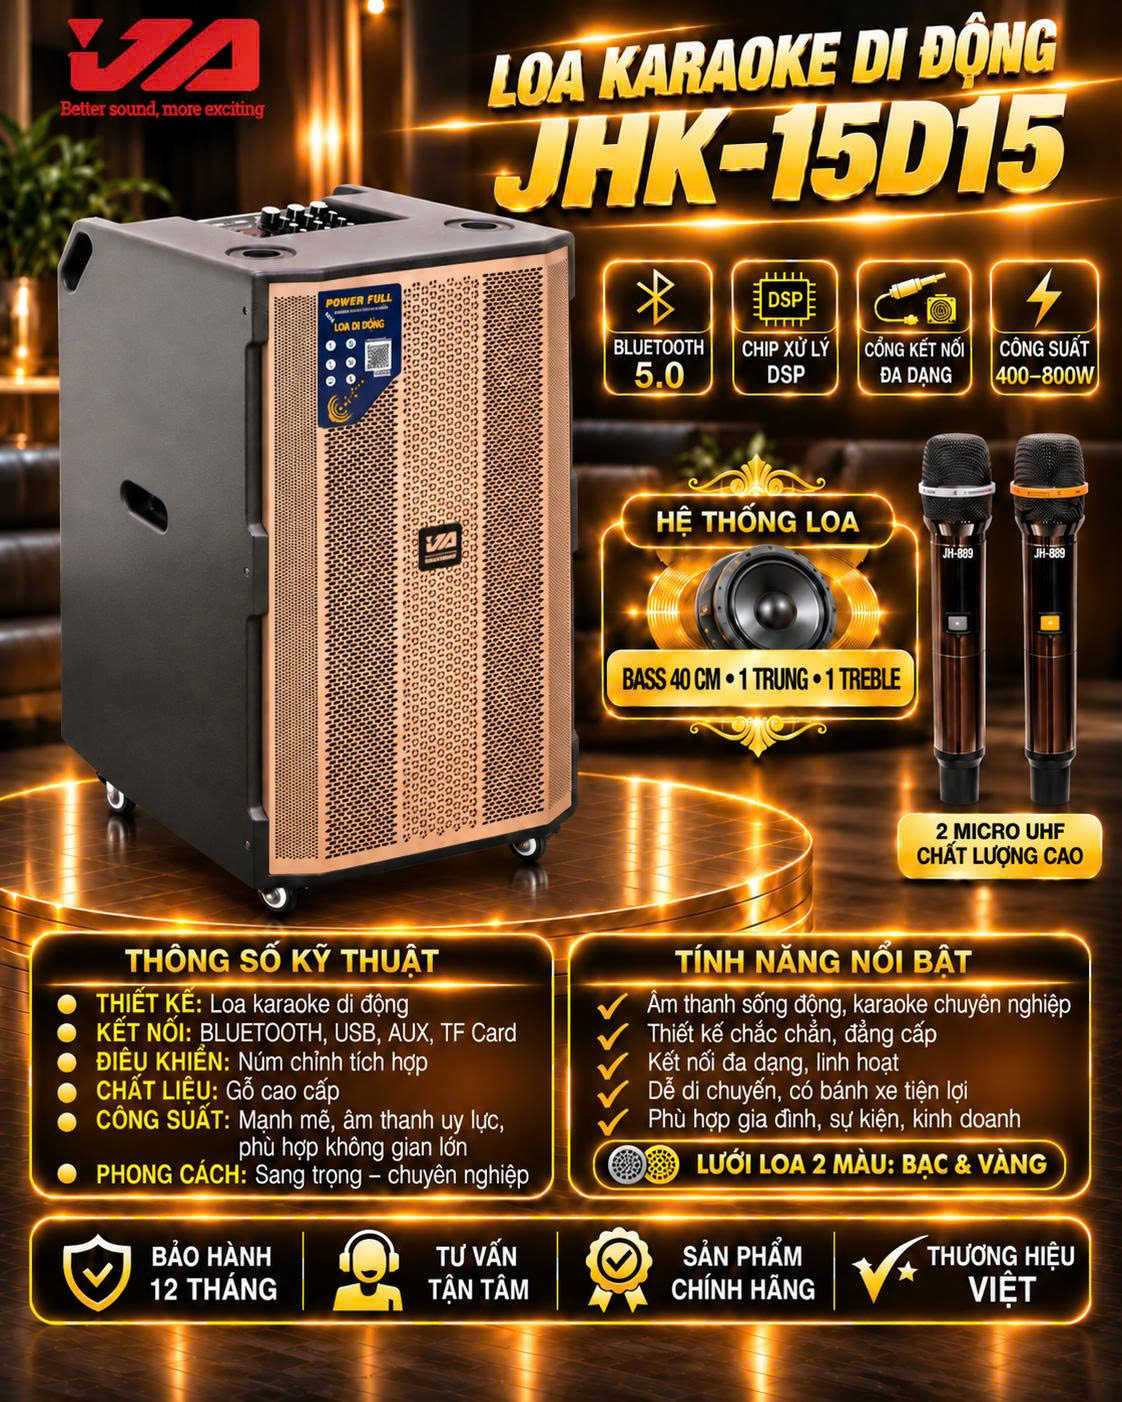 Better sound, more exciting
LOA KARAOKE DI ĐỘNG
JHK-15D15
BLUETOOTH
5.0
DSP
CHIP XỬ LÝ
DSP
CỔNG KẾT NỐI
ĐA DẠNG
CÔNG SUẤT
400-800W
POWER FULL
LOA DI ĐỘNG
HỆ THỐNG LOA
BASS 40 CM • 1 TRUNG • 1 TREBLE
JH-889
JH-889
2 MICRO UHF
CHẤT LƯỢNG CAO
THÔNG SỐ KỸ THUẬT
THIẾT KẾ: Loa karaoke di động
KẾT NỐI: BLUETOOTH, USB, AUX, TF Card
ĐIỀU KHIỂN: Núm chỉnh tích hợp
CHẤT LIỆU: Gỗ cao cấp
CÔNG SUẤT: Mạnh mẽ, âm thanh uy lực,
phù hợp không gian lớn
PHONG CÁCH: Sang trọng – chuyên nghiệp
TÍNH NĂNG NỔI BẬT
Âm thanh sống động, karaoke chuyên nghiệp
Thiết kế chắc chắn, đẳng cấp
Kết nối đa dạng, linh hoạt
Dễ di chuyến, có bánh xe tiện lợi
Phù hợp gia đình, sự kiện, kinh doanh
LƯỚI LOA 2 MÀU: BẠC & VÀNG
BẢO HÀNH
12 THÁNG
TƯ VẤN
TẬN TÂM
SẢN PHẨM
CHÍNH HÃNG
THƯƠNG HIỆU
VIỆT